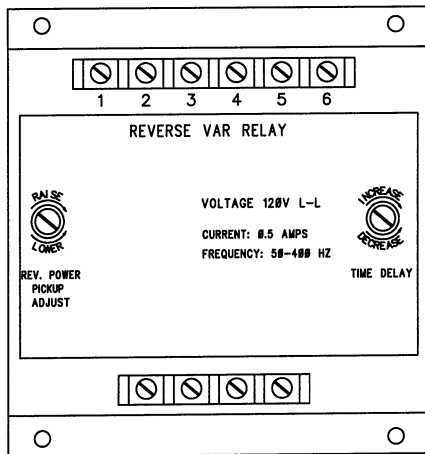 1 2 3 4 5 6
REVERSE VAR RELAY
RAISE
LOWER
REV. POWER
PICKUP
ADJUST
VOLTAGE 120V L-L
CURRENT: 0.5 AMPS
FREQUENCY: 50-400 HZ
INCREASE
DECREASE
TIME DELAY